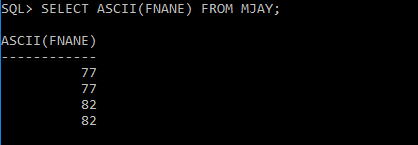 SQL> SELECT ASCII(FNANE) FROM MJAY;
ASCII(FNANE)
------------
77
77
82
82